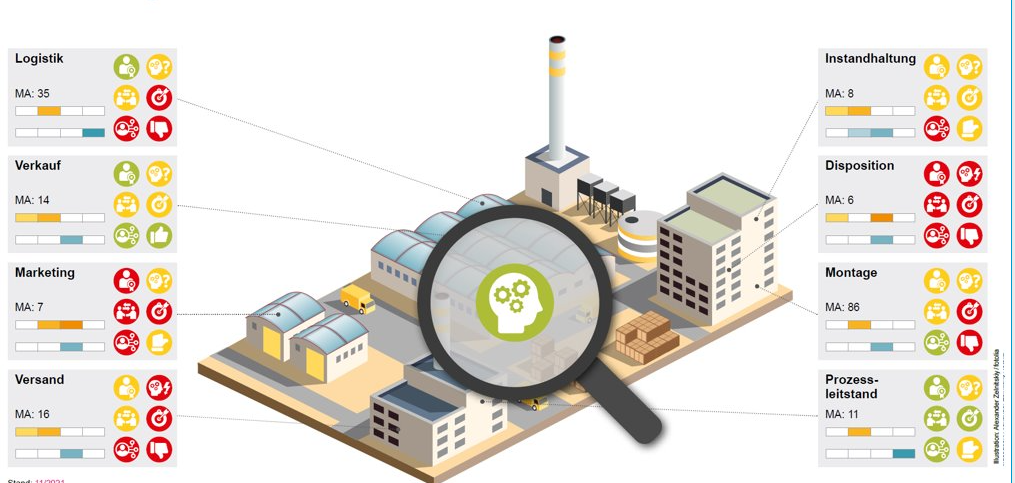 Logistik
MA: 35
Verkauf
MA: 14
Marketing
MA: 7
Versand
MA: 16
Instandhaltung
MA: 8
Disposition
MA: 6
Montage
MA: 86
Prozess-
leitstand
MA: 11
Illustration: Alexander Zelnitskiy / fotolia
Stand: 11/2021